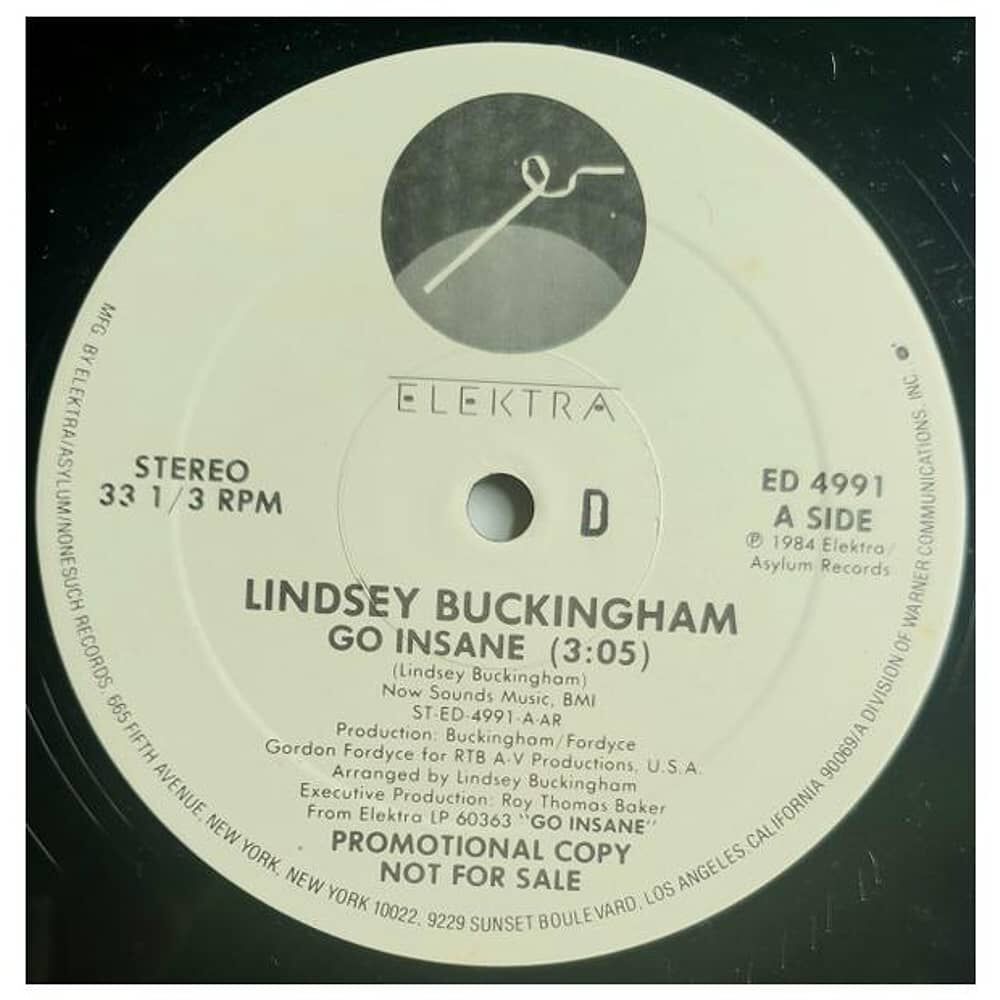 ELEKTRA
STEREO
33 1/3 RPM
D
ED 4991
A SIDE
℗ 1984 Elektra/
Asylum Records
LINDSEY BUCKINGHAM
GO INSANE (3:05)
(Lindsey Buckingham)
Now Sounds Music, BMI
ST-ED-4991-A-AR
Production: Buckingham/Fordyce
Gordon Fordyce for RTB A-V Productions, U.S.A.
Arranged by Lindsey Buckingham
Executive Production: Roy Thomas Baker
From Elektra LP 60363 "GO INSANE"
PROMOTIONAL COPY
NOT FOR SALE
MFG. BY ELEKTRA/ASYLUM/NONESUCH RECORDS, 665 FIFTH AVENUE, NEW YORK, NEW YORK 10022, 9229 SUNSET BOULEVARD, LOS ANGELES, CALIFORNIA 90069/A DIVISION OF WARNER COMMUNICATIONS, INC.